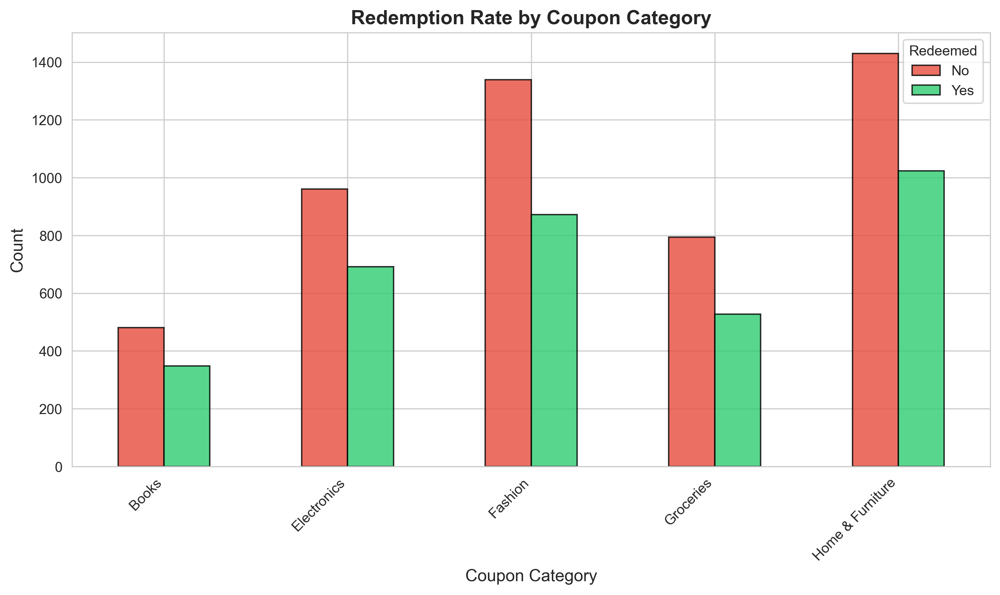 Redemption Rate by Coupon Category
Redeemed
No
Yes
1400
1200
1000
800
600
400
200
0
Count
Books
Electronics
Fashion
Groceries
Home & Furniture
Coupon Category